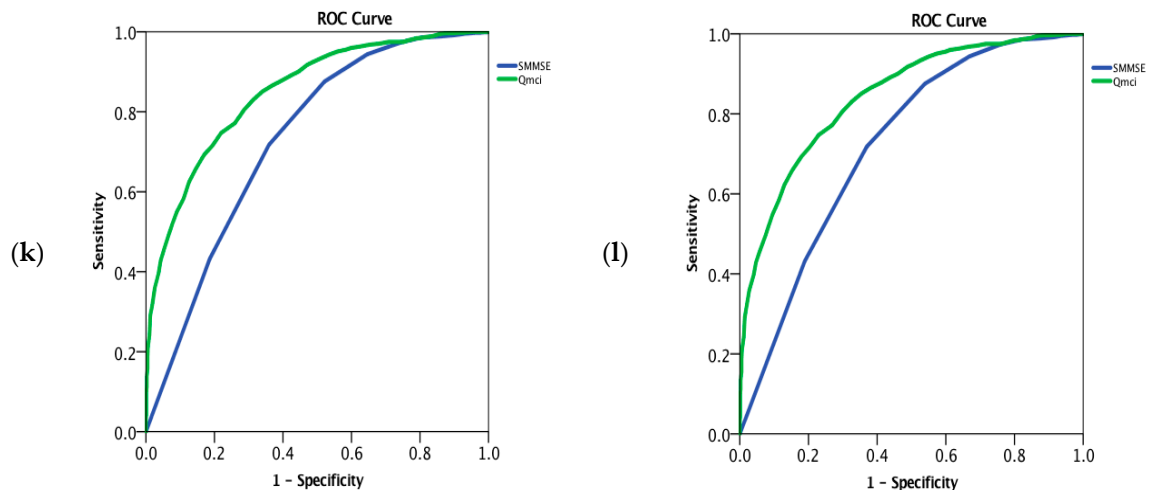 ROC Curve
1.0
0.8
0.6
0.4
0.2
0.0
Sensitivity
0.0 0.2 0.4 0.6 0.8 1.0
1 - Specificity
SMMSE
Qmci
(k)
ROC Curve
1.0
0.8
0.6
0.4
0.2
0.0
Sensitivity
0.0 0.2 0.4 0.6 0.8 1.0
1 - Specificity
SMMSE
Qmci
(l)